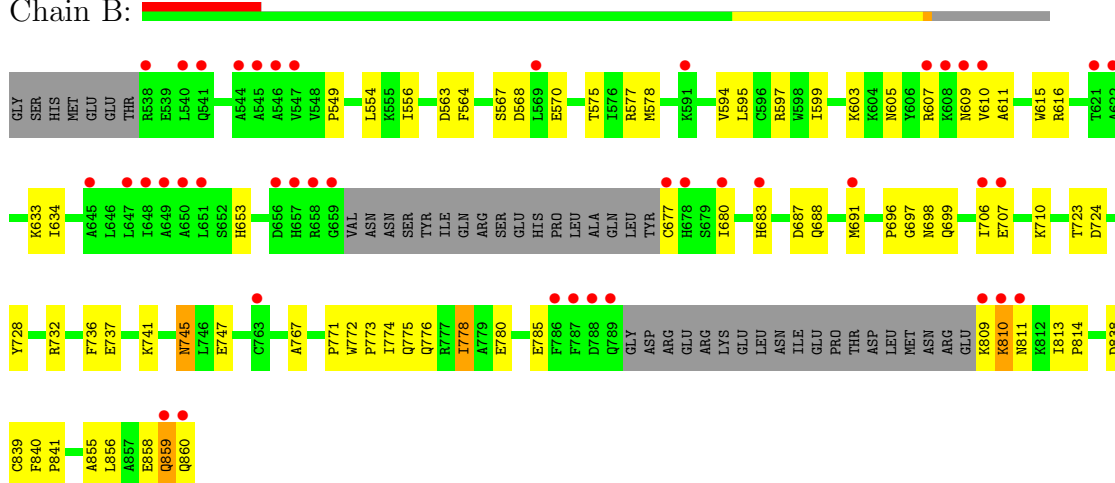 Chain B:
GLY SER HIS MET GLU GLU THR R538 E539 L540 Q541 A544 A545 A546 V547 V548 P549 L554 K555 I556 D563 F564 S567 D568 L569 E570 T575 I576 R577 M578 K591 V594 L595 C596 R597 W598 I599 K603 K604 N605 Y606 R607 K608 N609 V610 A611 W615 R616 T621
K633 I634 A645 L646 L647 I648 A649 A650 L651 S652 H653 D656 H657 R658 G659 VAL ASN ASN SER TYR ILE GLN ARG SER GLU HIS PRO LEU ALA GLN LEU TYR C677 H678 S679 I680 H683 D687 Q688 M691 P696 G697 N698 Q699 I706 E707 K710 T723 D724
Y728 R732 F736 E737 K741 N745 L746 E747 C763 A767 P771 W772 P773 I774 Q775 Q776 R777 I778 A779 E780 E785 F786 F787 D788 Q789 GLY ASP ARG GLU ARG ARG LYS GLU LEU ASN ILE GLU PRO THR ASP LEU MET ASN ARG GLU K809 K810 N811 K812 I813 P814
C839 F840 P841 A855 L856 A857 E858 Q859 Q860